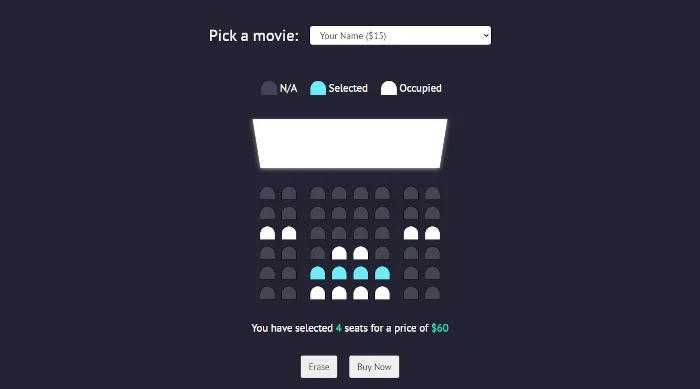 Pick a movie: Your Name ($15)
N/A Selected Occupied
You have selected 4 seats for a price of $60
Erase Buy Now